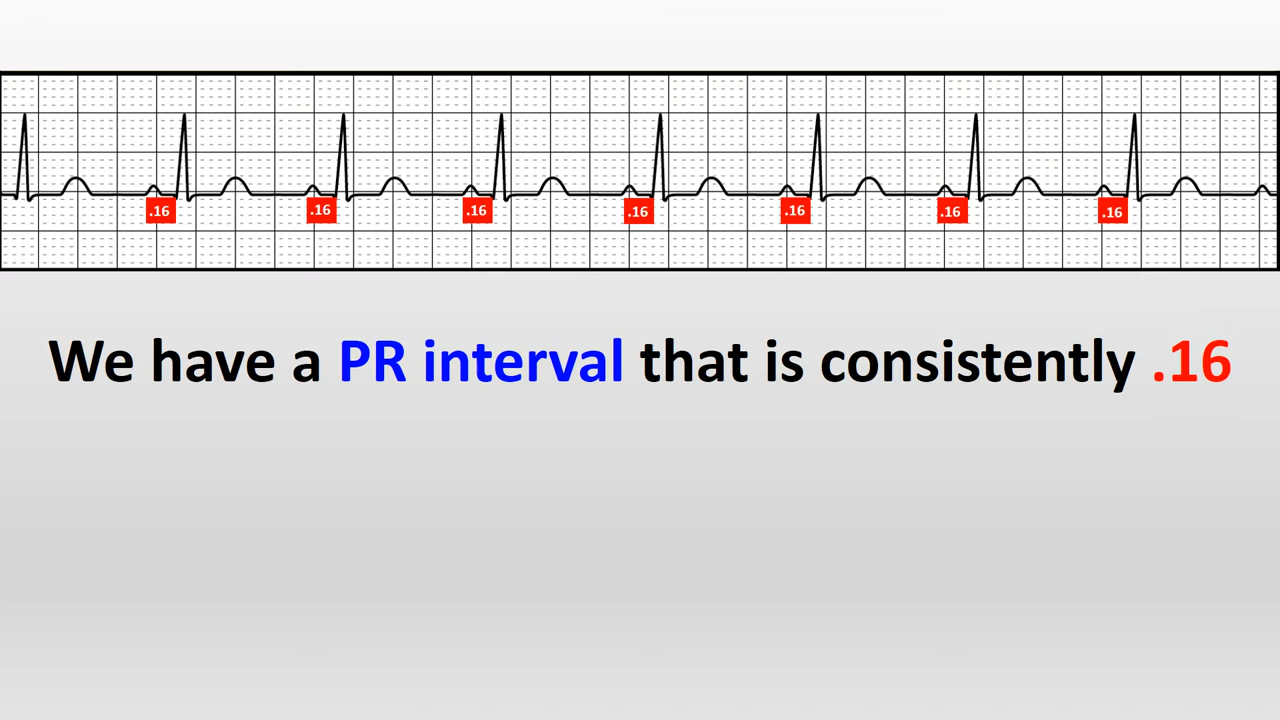 .16 .16 .16 .16 .16 .16 .16
We have a PR interval that is consistently .16